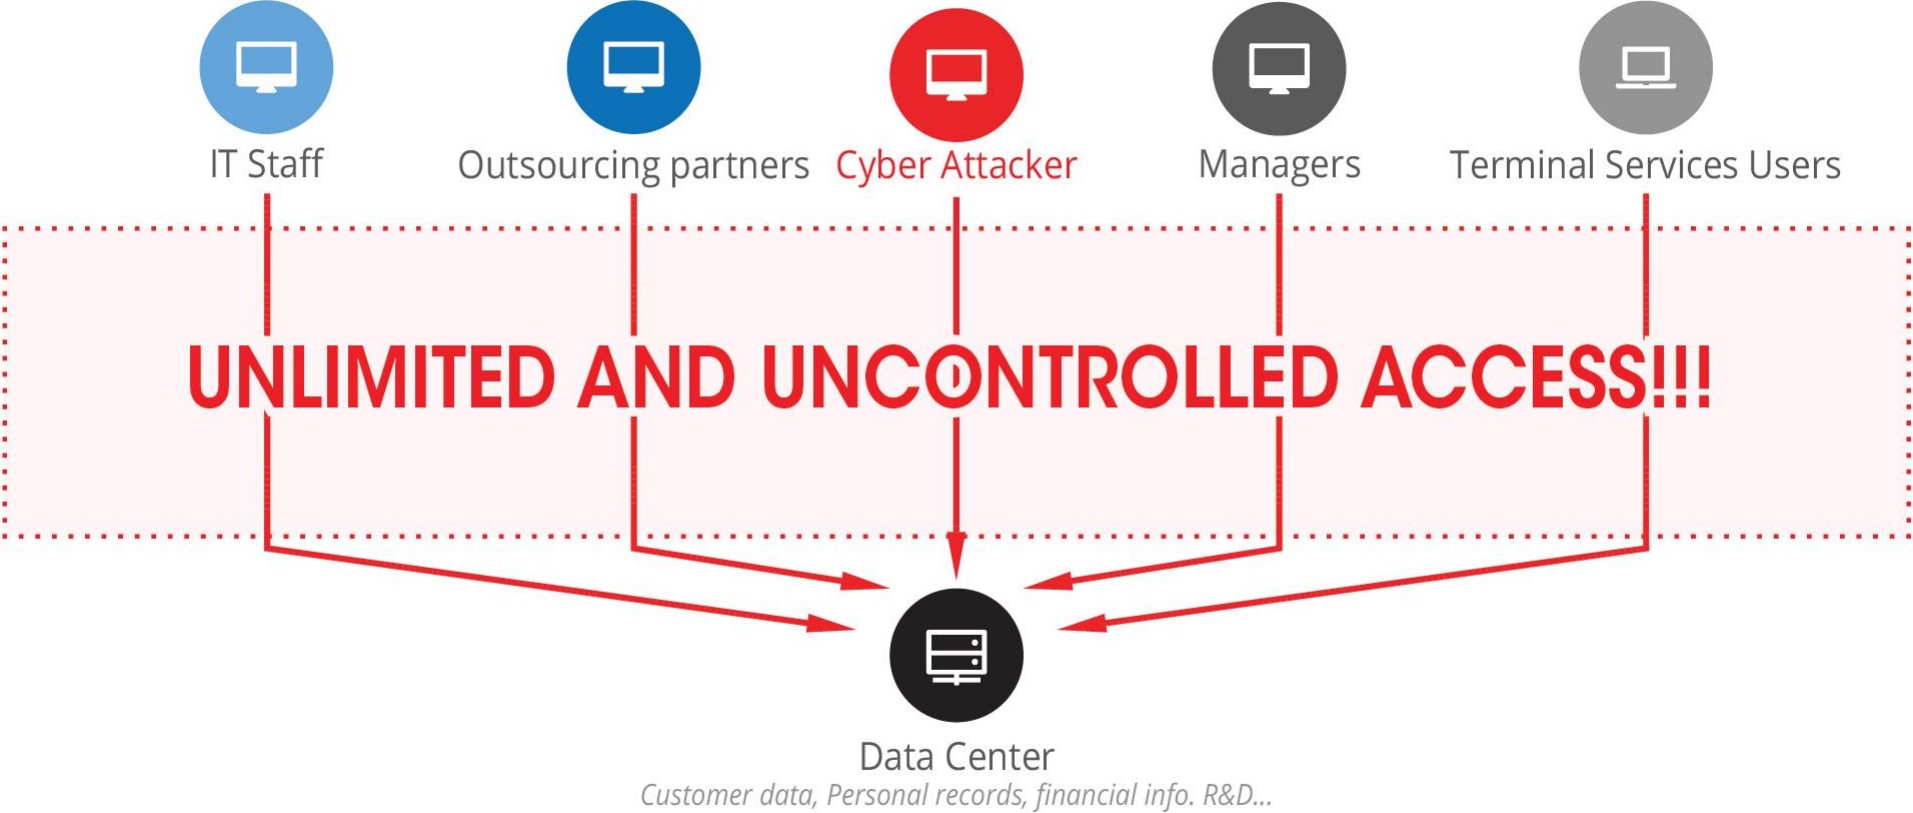 IT Staff
Outsourcing partners
Cyber Attacker
Managers
Terminal Services Users
UNLIMITED AND UNCONTROLLED ACCESS!!!
Data Center
Customer data, Personal records, financial info. R&D...